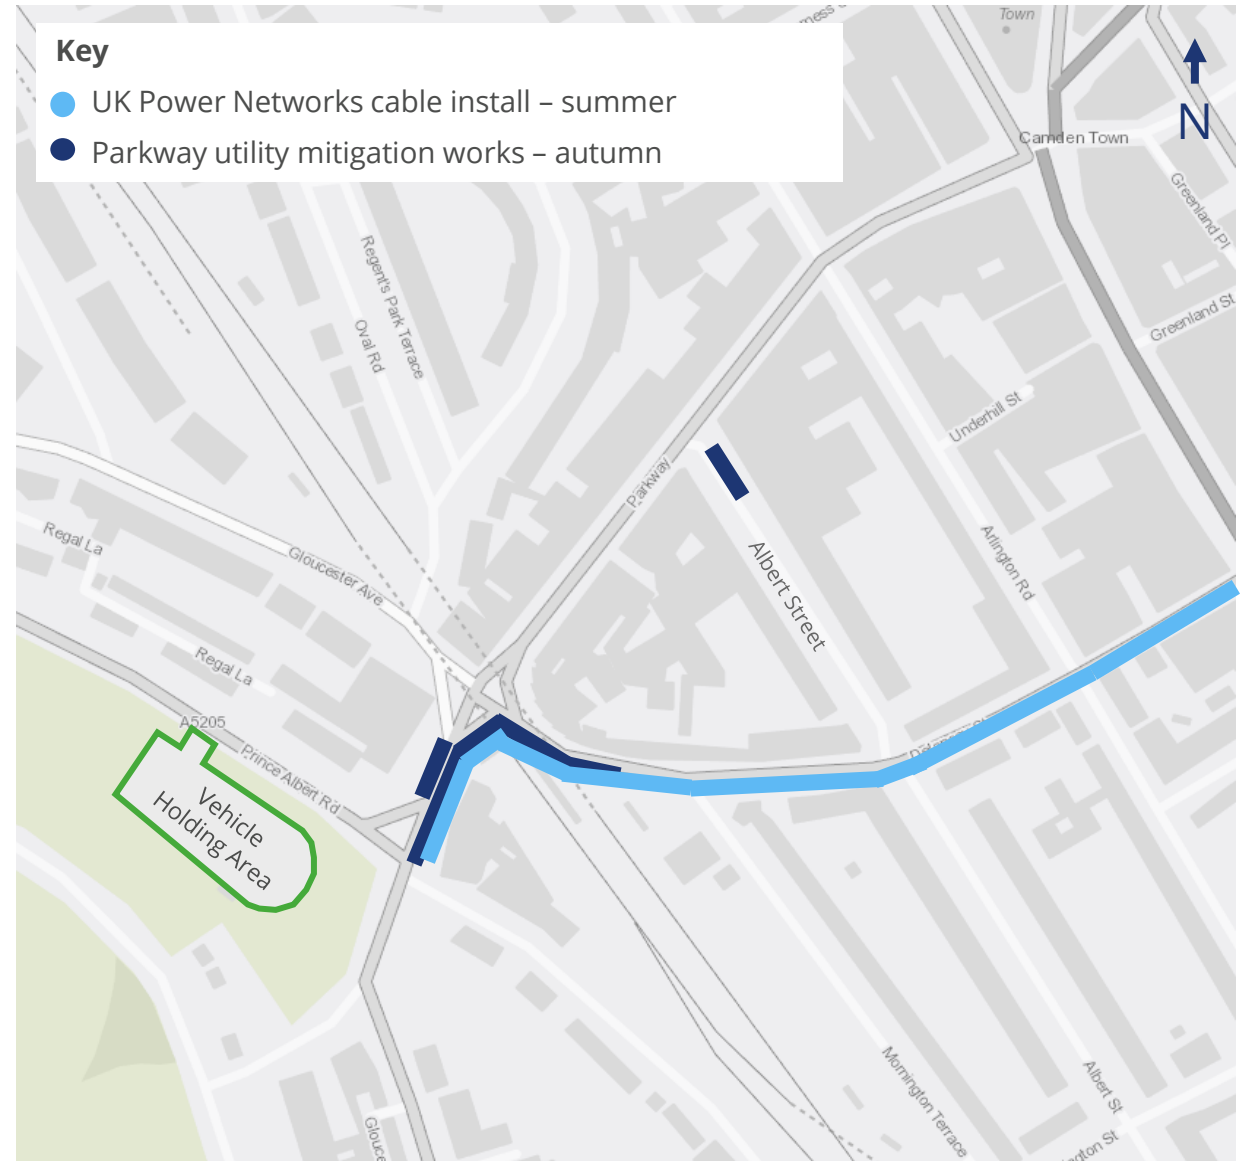 Key
UK Power Networks cable install – summer
Parkway utility mitigation works – autumn
Town
N
Camden Town
Greenland Pl
Greenland St
Regent's Park Terrace
Oval Rd
Underhill St
Parkway
Arlington Rd
Albert Street
Regal La
Gloucester Ave
Regal La
A5205
Prince Albert Rd
Vehicle
Holding Area
Mornington Terrace
Albert St